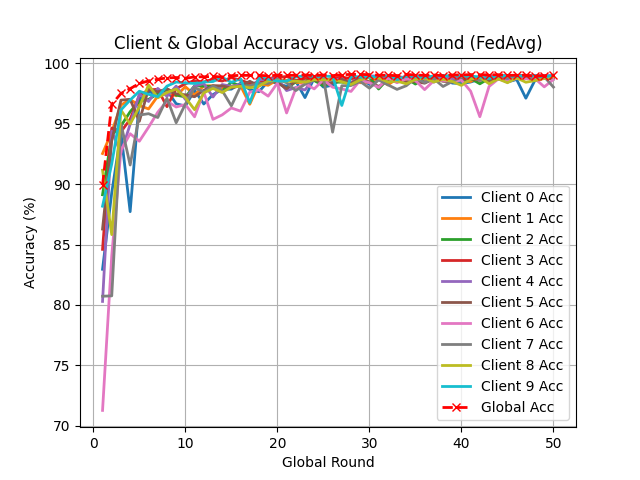 Client & Global Accuracy vs. Global Round (FedAvg)
Accuracy (%)
100
95
90
85
80
75
70
0
10
20
30
40
50
Global Round
Client 0 Acc
Client 1 Acc
Client 2 Acc
Client 3 Acc
Client 4 Acc
Client 5 Acc
Client 6 Acc
Client 7 Acc
Client 8 Acc
Client 9 Acc
Global Acc